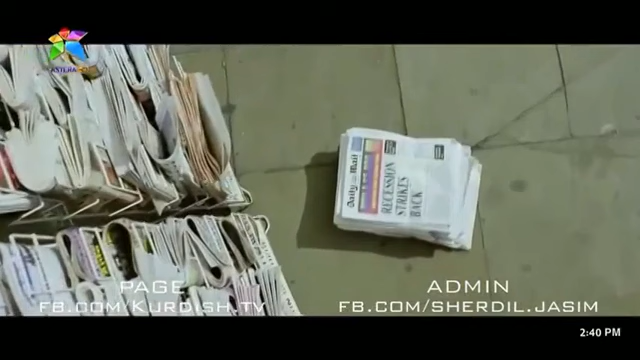 Daily Mail
RECESSION
STRIKES
BACK
PAGE
FB.COM/KURDISH.TV
ADMIN
FB.COM/SHERDIL.JASIM
2:40 PM